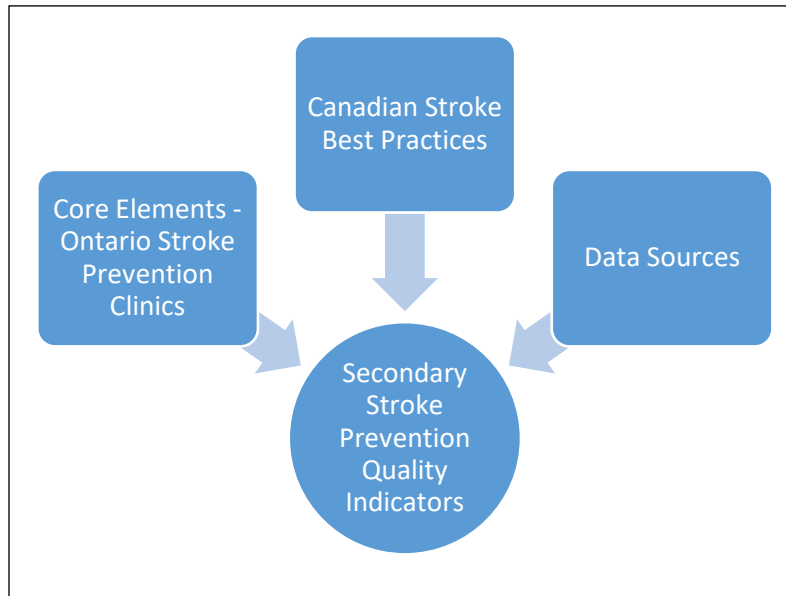 Canadian Stroke
Best Practices
Core Elements -
Ontario Stroke
Prevention
Clinics
Data Sources
Secondary
Stroke
Prevention
Quality
Indicators